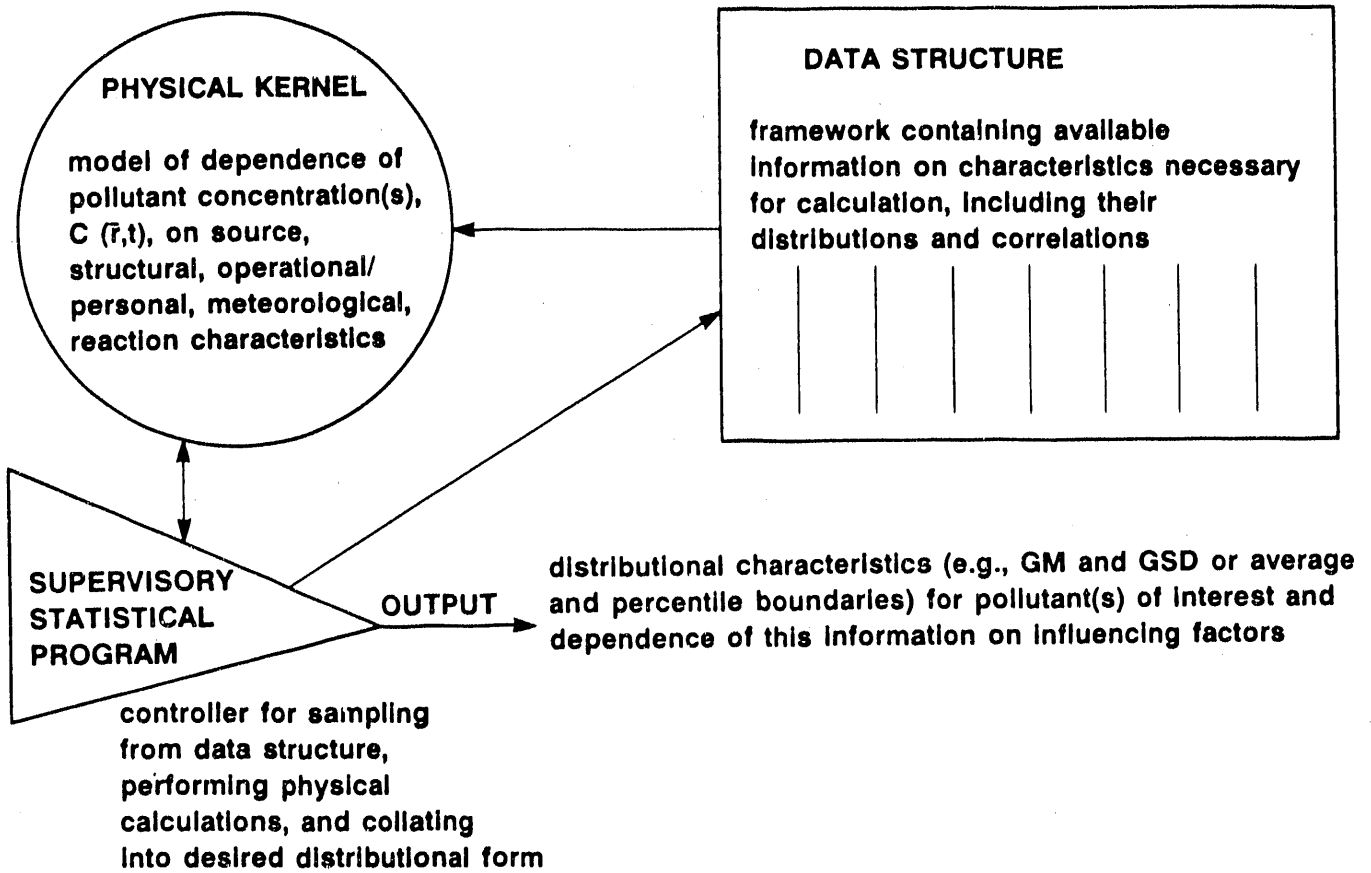 PHYSICAL KERNEL
model of dependence of
pollutant concentration(s),
C (r̄,t), on source,
structural, operational/
personal, meteorological,
reaction characteristics
DATA STRUCTURE
framework containing available
information on characteristics necessary
for calculation, including their
distributions and correlations
SUPERVISORY
STATISTICAL
PROGRAM
OUTPUT
distributional characteristics (e.g., GM and GSD or average
and percentile boundaries) for pollutant(s) of interest and
dependence of this information on influencing factors
controller for sampling
from data structure,
performing physical
calculations, and collating
into desired distributional form